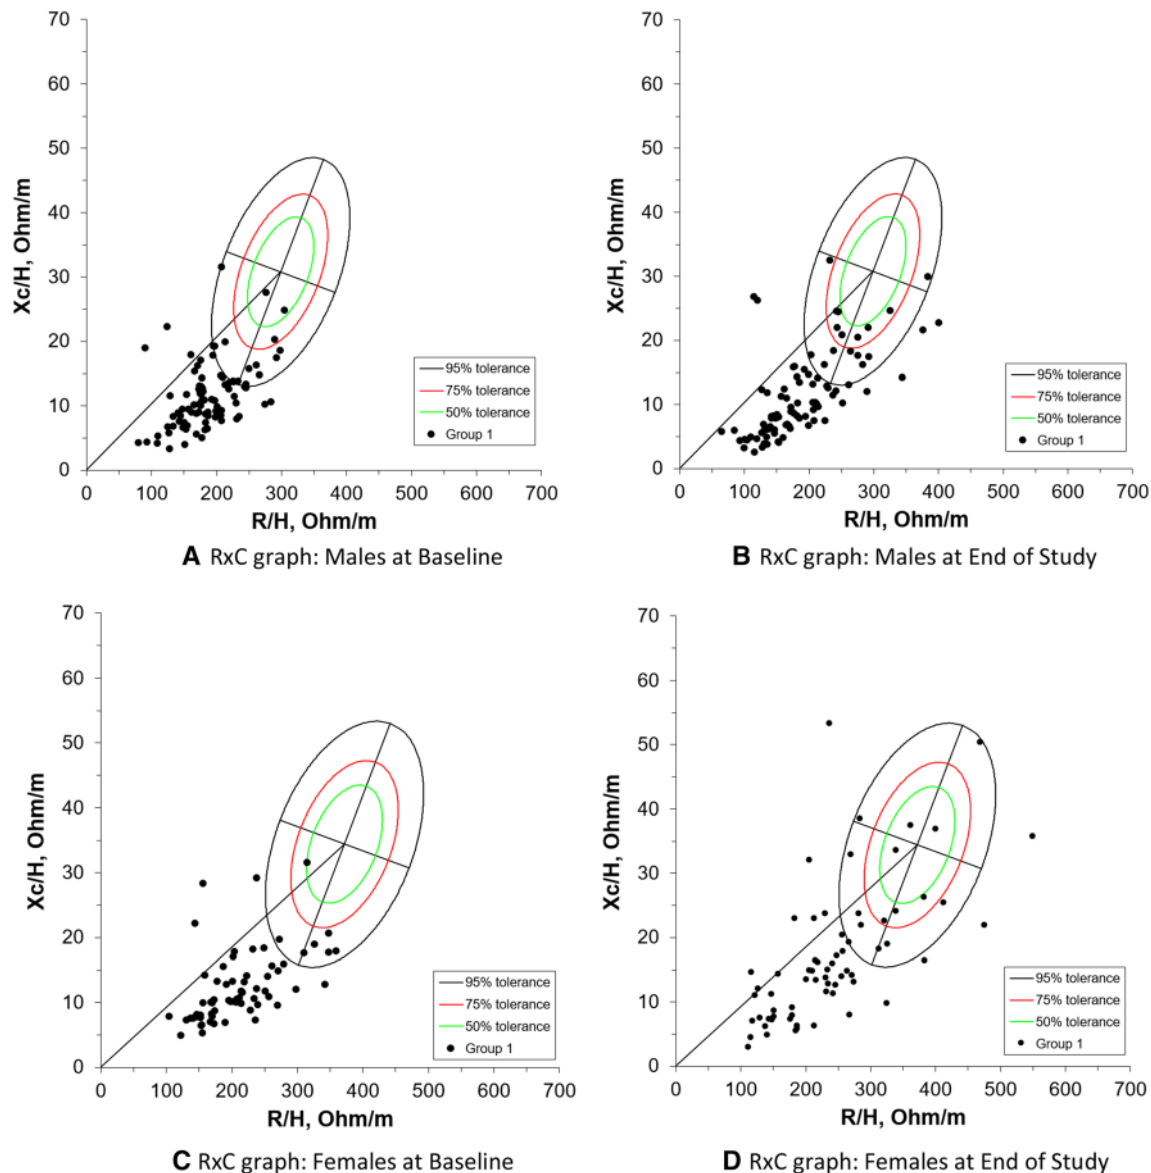 70
60
50
40
30
20
10
0
Xc/H, Ohm/m
95% tolerance
75% tolerance
50% tolerance
Group 1
0 100 200 300 400 500 600 700
R/H, Ohm/m
A RxC graph: Males at Baseline
70
60
50
40
30
20
10
0
Xc/H, Ohm/m
95% tolerance
75% tolerance
50% tolerance
Group 1
0 100 200 300 400 500 600 700
R/H, Ohm/m
B RxC graph: Males at End of Study
70
60
50
40
30
20
10
0
Xc/H, Ohm/m
95% tolerance
75% tolerance
50% tolerance
Group 1
0 100 200 300 400 500 600 700
R/H, Ohm/m
C RxC graph: Females at Baseline
70
60
50
40
30
20
10
0
Xc/H, Ohm/m
95% tolerance
75% tolerance
50% tolerance
Group 1
0 100 200 300 400 500 600 700
R/H, Ohm/m
D RxC graph: Females at End of Study